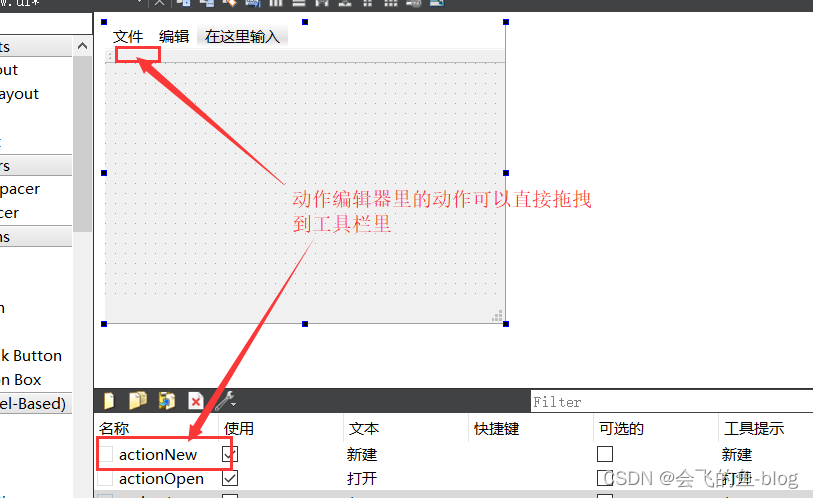 w.ui*
文件 编辑 在这里输入
ts
out
ayout
rs
pacer
cer
ns
n
k Button
on Box
el-Based)
动作编辑器里的动作可以直接拖拽
到工具栏里
Filter
名称 使用 文本 快捷键 可选的 工具提示
actionNew 新建 新建
actionOpen 打开 打开
CSDN @会飞的鱼-blog